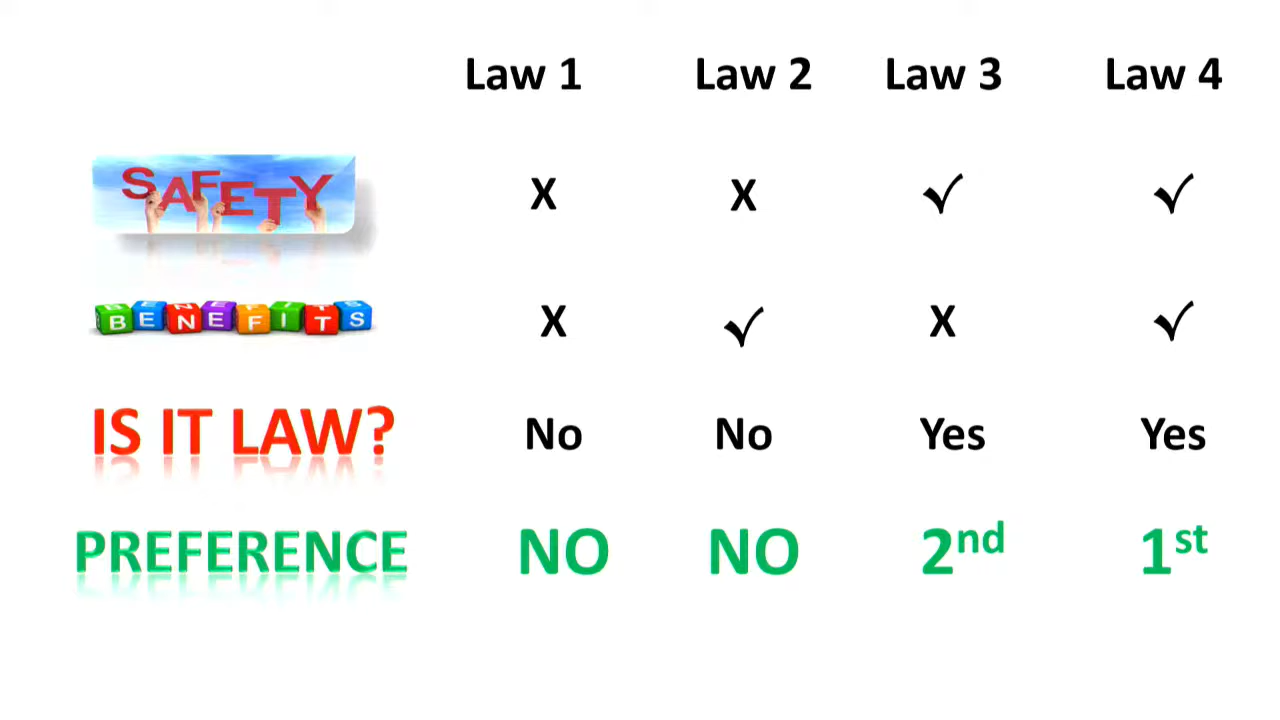 Law 1 Law 2 Law 3 Law 4
SAFETY X X ✓ ✓
BENEFITS X ✓ X ✓
IS IT LAW? No No Yes Yes
PREFERENCE NO NO 2nd 1st